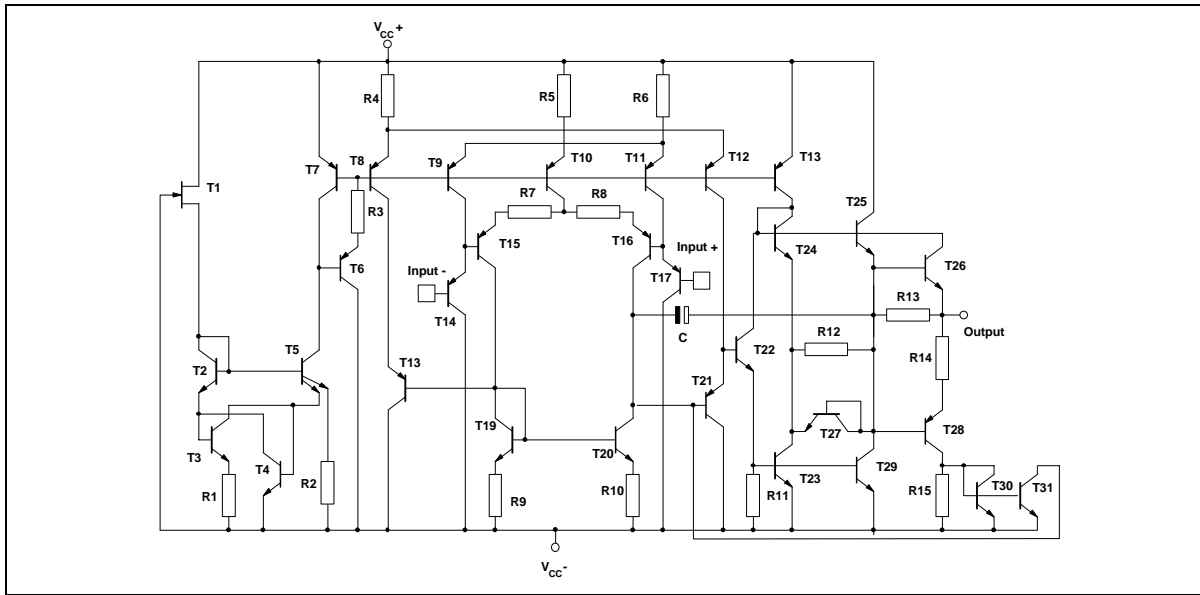 VCC+
R4
R5
R6
T7
T8
T9
T10
T11
T12
T13
T1
R3
R7
R8
T25
T15
T16
Input +
T24
T6
Input -
T17
T26
T14
R13
Output
C
R12
R14
T2
T5
T13
T22
T21
T27
T28
T19
T3
T4
T20
T23
T29
T30
T31
R1
R2
R9
R10
R11
R15
VCC-